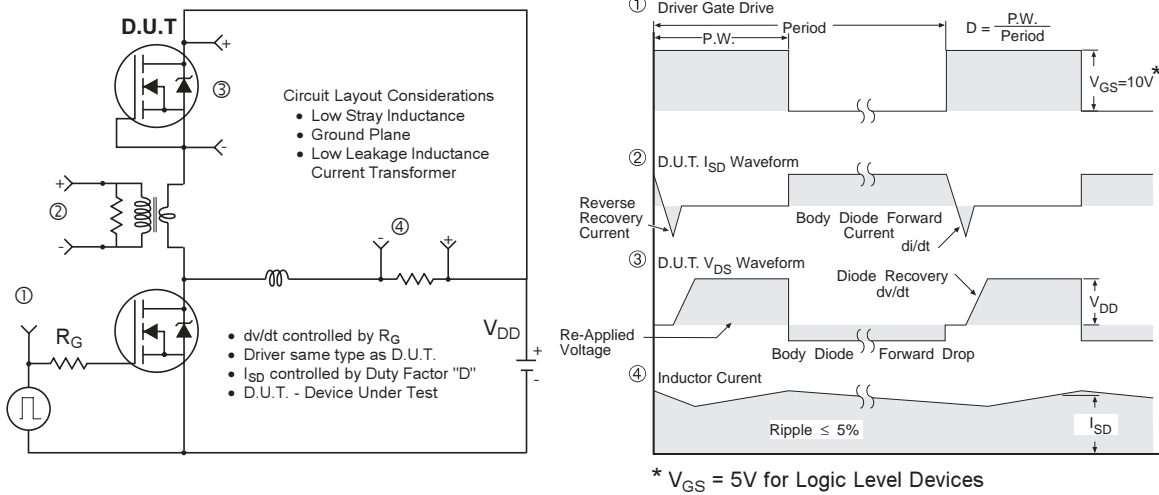 D.U.T
+
③
-
Circuit Layout Considerations
• Low Stray Inductance
• Ground Plane
• Low Leakage Inductance
Current Transformer
+
②
-
-
④
+
①
R_G
V_DD
+
-
• dv/dt controlled by R_G
• Driver same type as D.U.T.
• I_SD controlled by Duty Factor "D"
• D.U.T. - Device Under Test
① Driver Gate Drive
Period
P.W.
D = P.W. / Period
V_GS=10V*
② D.U.T. I_SD Waveform
Reverse
Recovery
Current
Body Diode Forward
Current
di/dt
③ D.U.T. V_DS Waveform
Diode Recovery
dv/dt
V_DD
Re-Applied
Voltage
Body Diode Forward Drop
④ Inductor Curent
Ripple ≤ 5%
I_SD
* V_GS = 5V for Logic Level Devices